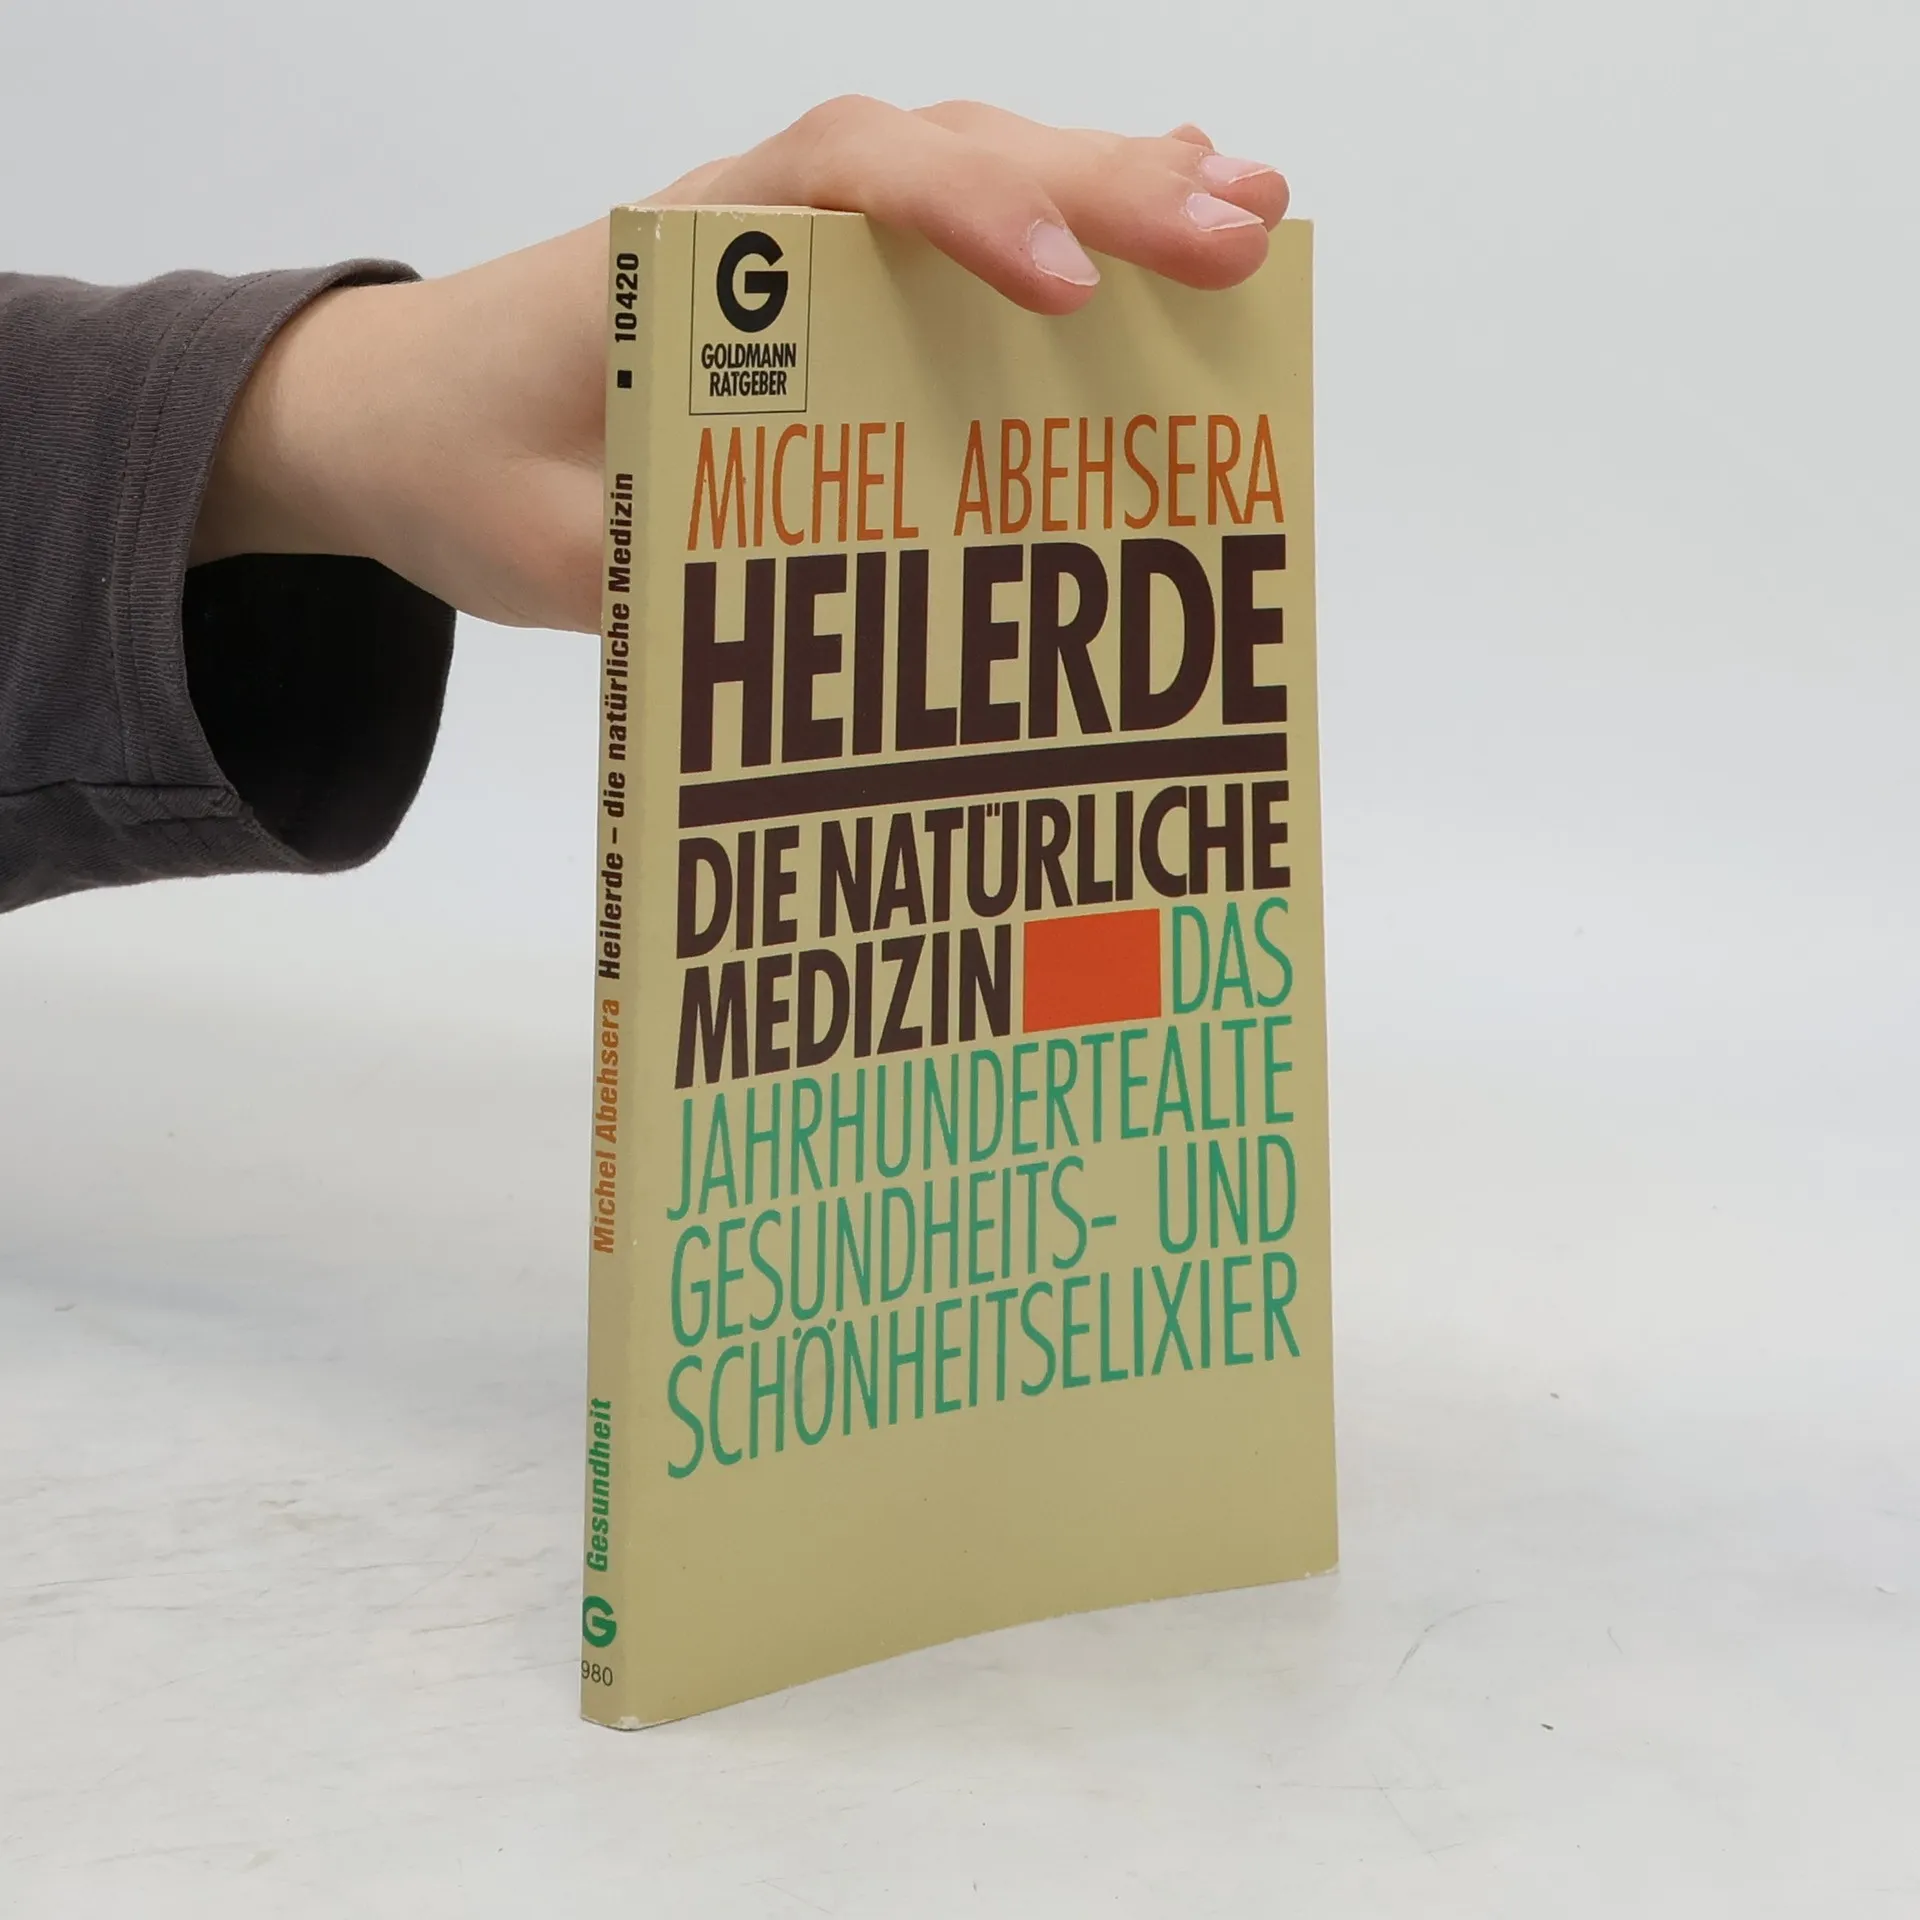 G
GOLDMANN
RATGEBER
MICHEL ABEHSERA
HEILERDE
DIE NATÜRLICHE
MEDIZIN DAS
JAHRHUNDERTEALTE
GESUNDHEITS- UND
SCHÖNHEITSELIXIER
Michel Abehsera Heilerde – die natürliche Medizin ■ 10420
G Gesundheit
980